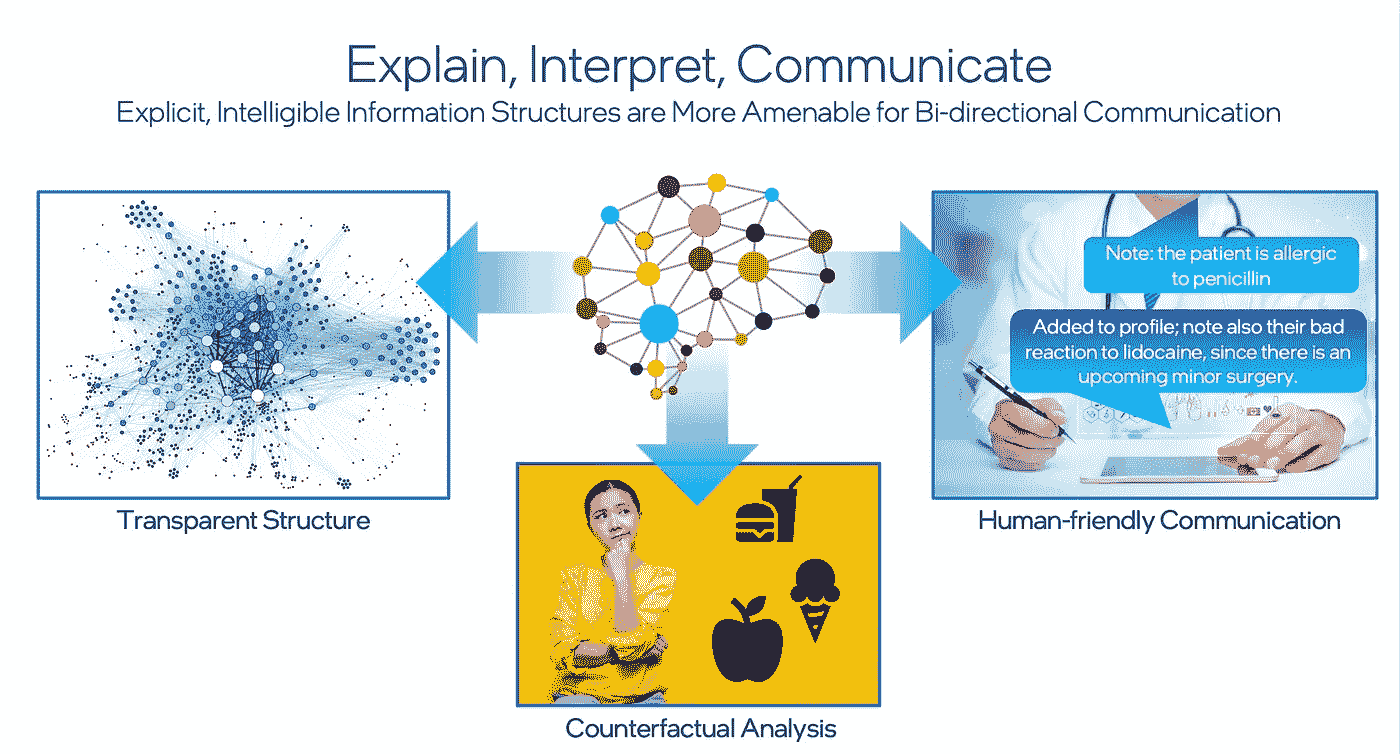 Explain, Interpret, Communicate
Explicit, Intelligible Information Structures are More Amenable for Bi-directional Communication
Note: the patient is allergic
to penicillin
Added to profile; note also their bad
reaction to lidocaine, since there is an
upcoming minor surgery.
Transparent Structure
Human-friendly Communication
Counterfactual Analysis